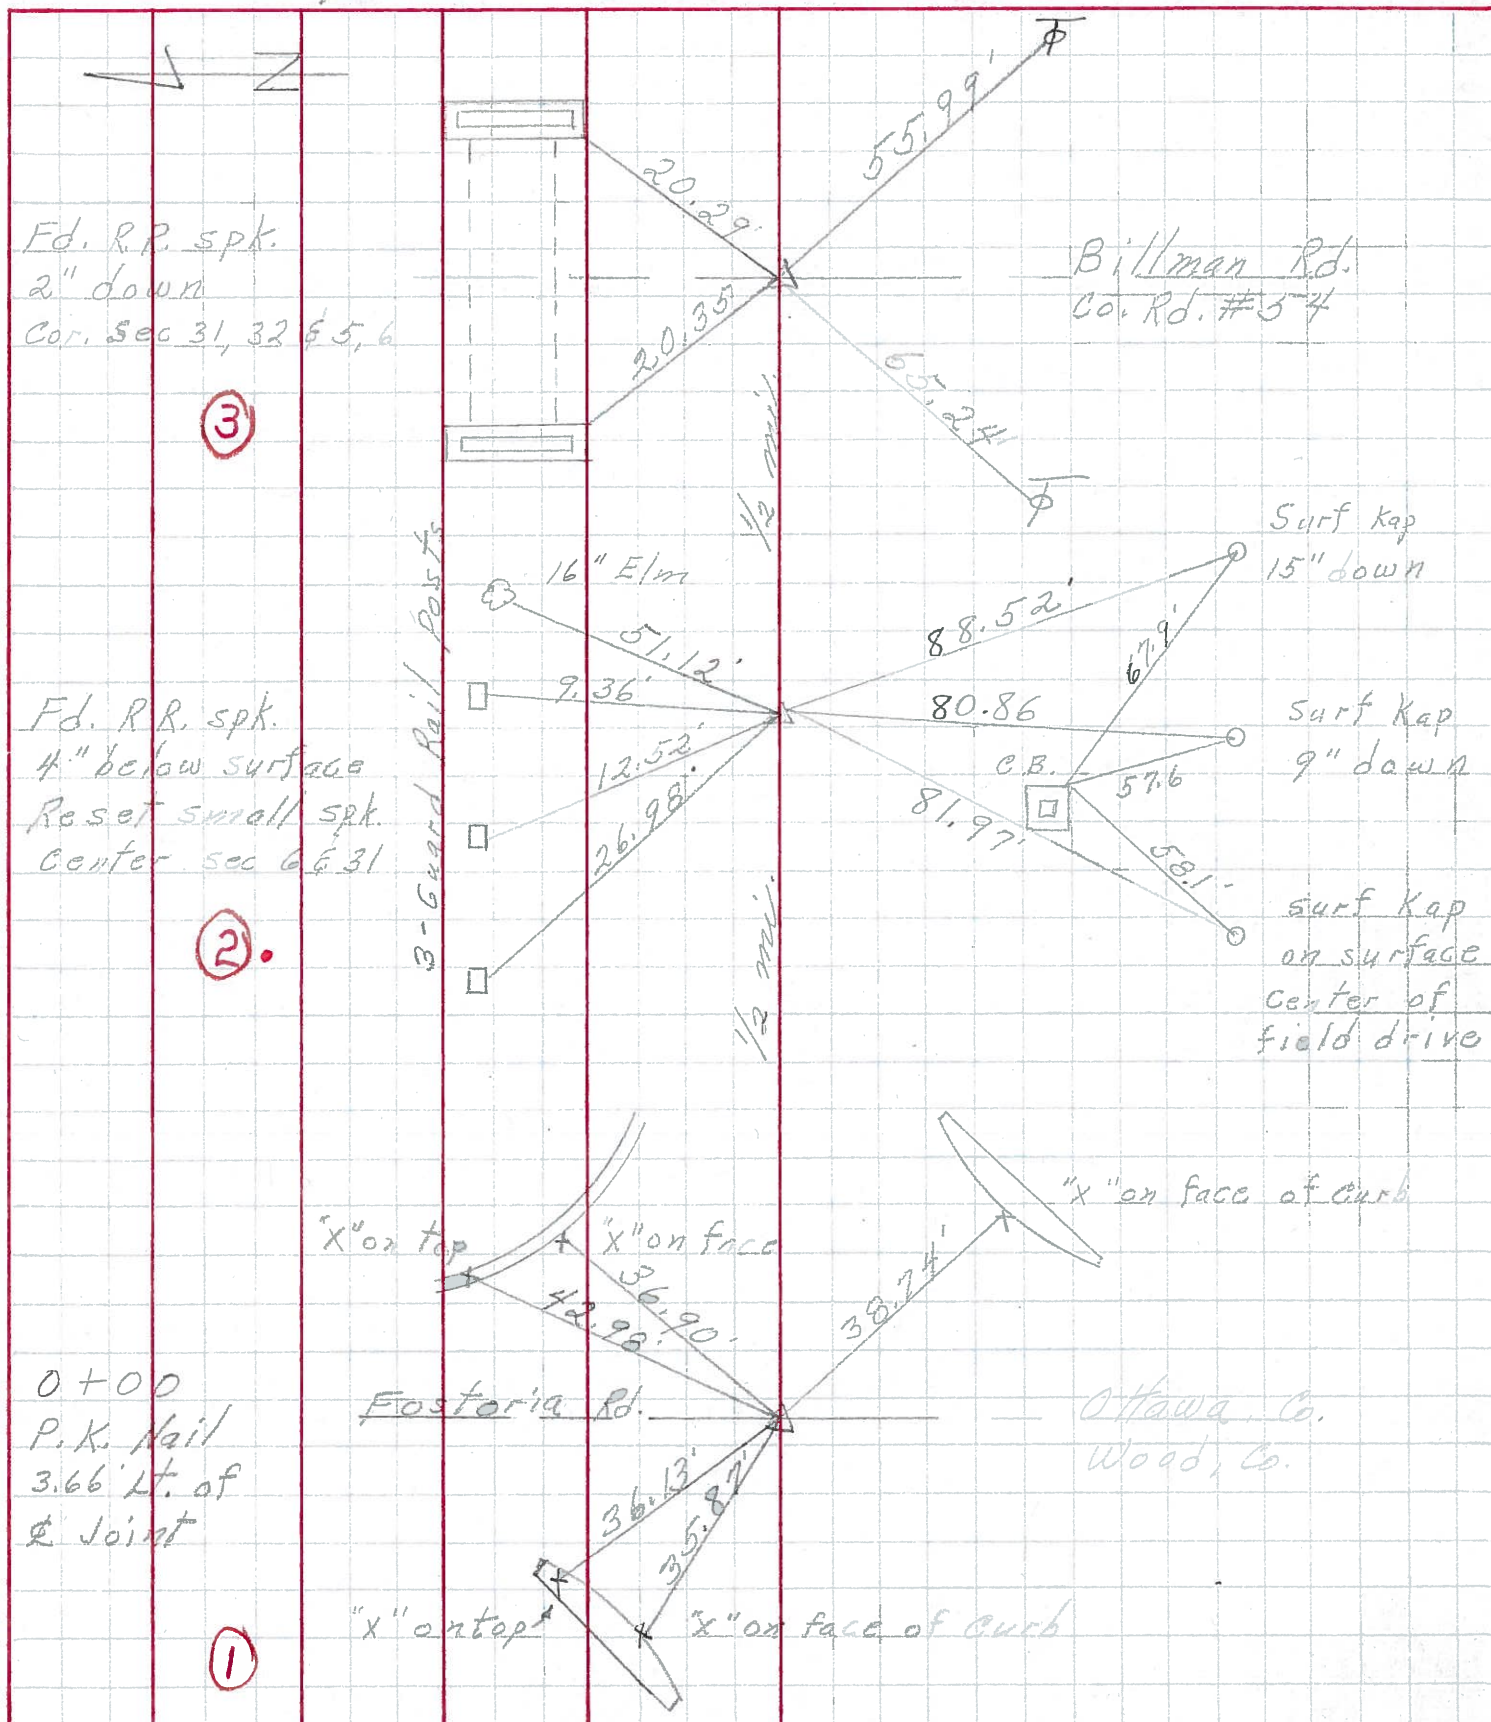 N
55.99'
20.29'
Fd. R.R. spk.
2" down
Cor. Sec 31, 32 & 5, 6
Billman Rd.
Co. Rd. #54
20.35'
55.24'
3
1/2 mi.
Surf Kap
15" down
16" Elm
51.12'
88.52'
67.9'
3-Guard Rail Posts
9.36'
80.86
Surf Kap
9" down
Fd. R.R. spk.
4" below surface
Reset small spk.
Center sec 6 & 31
12.52'
C.B.
57.6
26.98'
81.97'
58.1'
2.
surf Kap
on surface
Center of
field drive
1/2 mi.
"X" on top
"X" on face
"X" on face of Curb
36.90'
42.98'
38.74'
0+00
P.K. Nail
3.66' Lt. of
℄ Joint
Fostoria Rd.
Ottawa, Co.
Wood, Co.
36.13'
35.87'
"X" on top
"X" on face of Curb
1